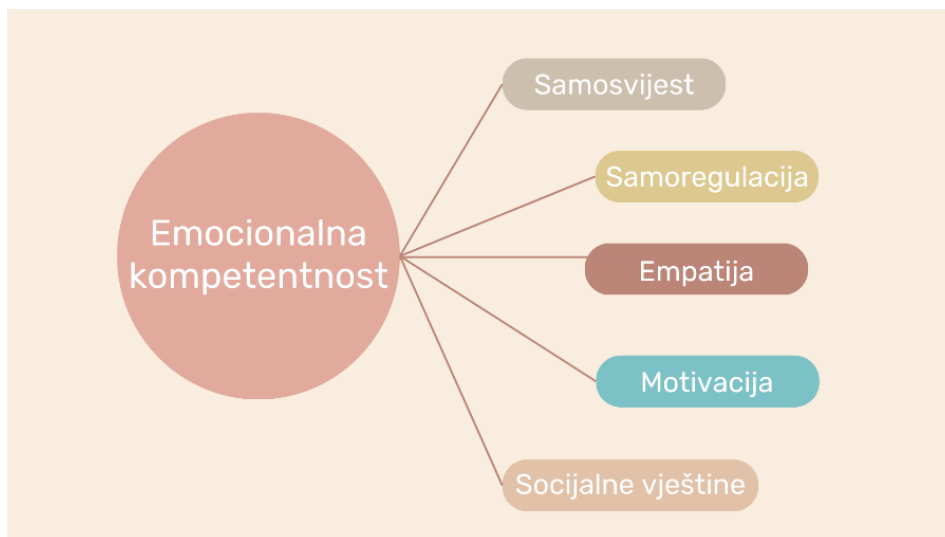 Emocionalna
kompetentnost
Samosvijest
Samoregulacija
Empatija
Motivacija
Socijalne vještine